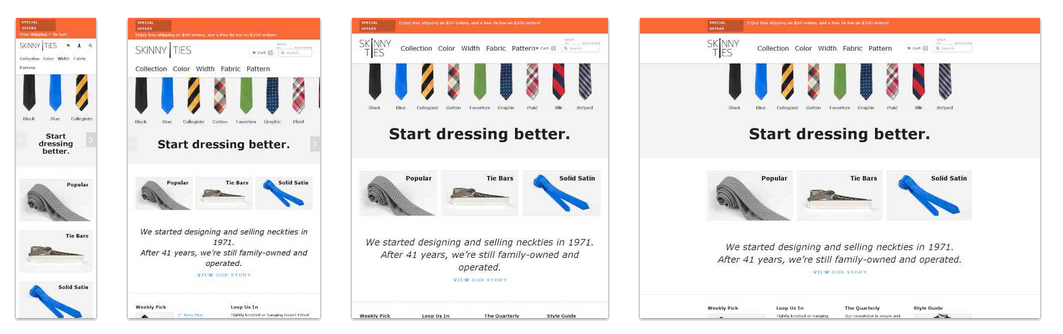 SPECIAL
OFFERS
Free shipping + tie bar!
SKINNY TIES
Collection Color Width Fabric
Pattern
Black Blue Collegiate
Start
dressing
better.
Popular
Tie Bars
Solid Satin
SPECIAL
OFFERS
Enjoy free shipping on $50 orders, and a free tie bar on $100 orders!
SKINNY TIES
Cart
Search
Collection Color Width Fabric Pattern
Black Blue Collegiate Cotton Favorites Graphic Plaid
Start dressing better.
Popular Tie Bars Solid Satin
We started designing and selling neckties in
1971.
After 41 years, we're still family-owned and
operated.
VIEW OUR STORY
Weekly Pick Loop Us In
SPECIAL
OFFERS
Enjoy free shipping on $50 orders, and a free tie bar on $100 orders!
SKINNY TIES
Collection Color Width Fabric Pattern Cart Search
Black Blue Collegiate Cotton Favorites Graphic Plaid Silk Striped
Start dressing better.
Popular Tie Bars Solid Satin
We started designing and selling neckties in 1971.
After 41 years, we're still family-owned and
operated.
VIEW OUR STORY
Weekly Pick Loop Us In The Quarterly Style Guide
SPECIAL
OFFERS
Enjoy free shipping on $50 orders, and a free tie bar on $100 orders!
SKINNY TIES
Collection Color Width Fabric Pattern Cart Search
Black Blue Collegiate Cotton Favorites Graphic Plaid Silk Striped
Start dressing better.
Popular Tie Bars Solid Satin
We started designing and selling neckties in 1971.
After 41 years, we're still family-owned and operated.
VIEW OUR STORY
Weekly Pick Loop Us In The Quarterly Style Guide